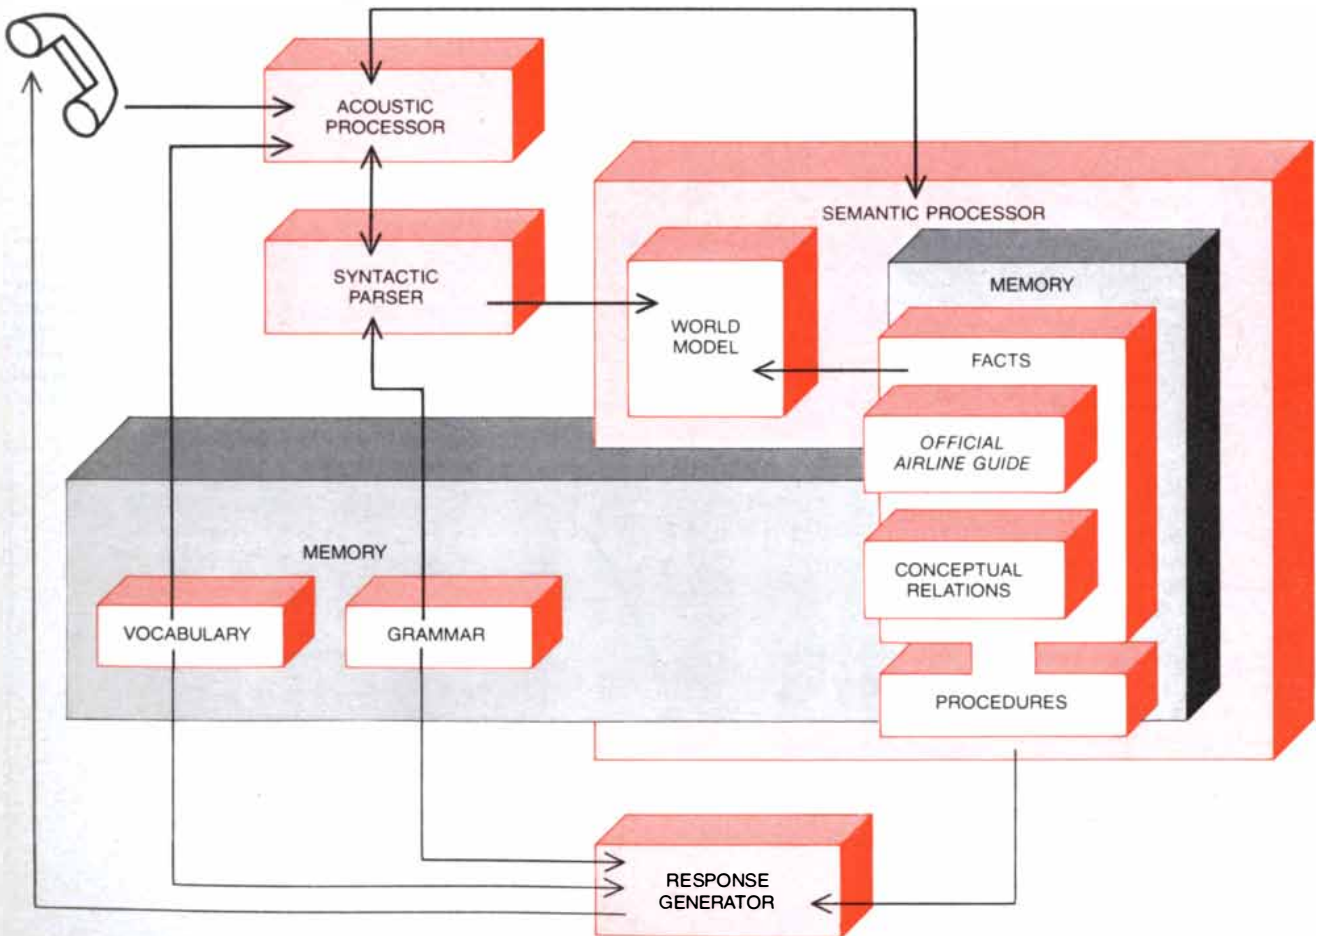 ACOUSTIC
PROCESSOR
SEMANTIC PROCESSOR
SYNTACTIC
PARSER
MEMORY
WORLD
MODEL
FACTS
OFFICIAL
AIRLINE GUIDE
MEMORY
CONCEPTUAL
RELATIONS
VOCABULARY
GRAMMAR
PROCEDURES
RESPONSE
GENERATOR